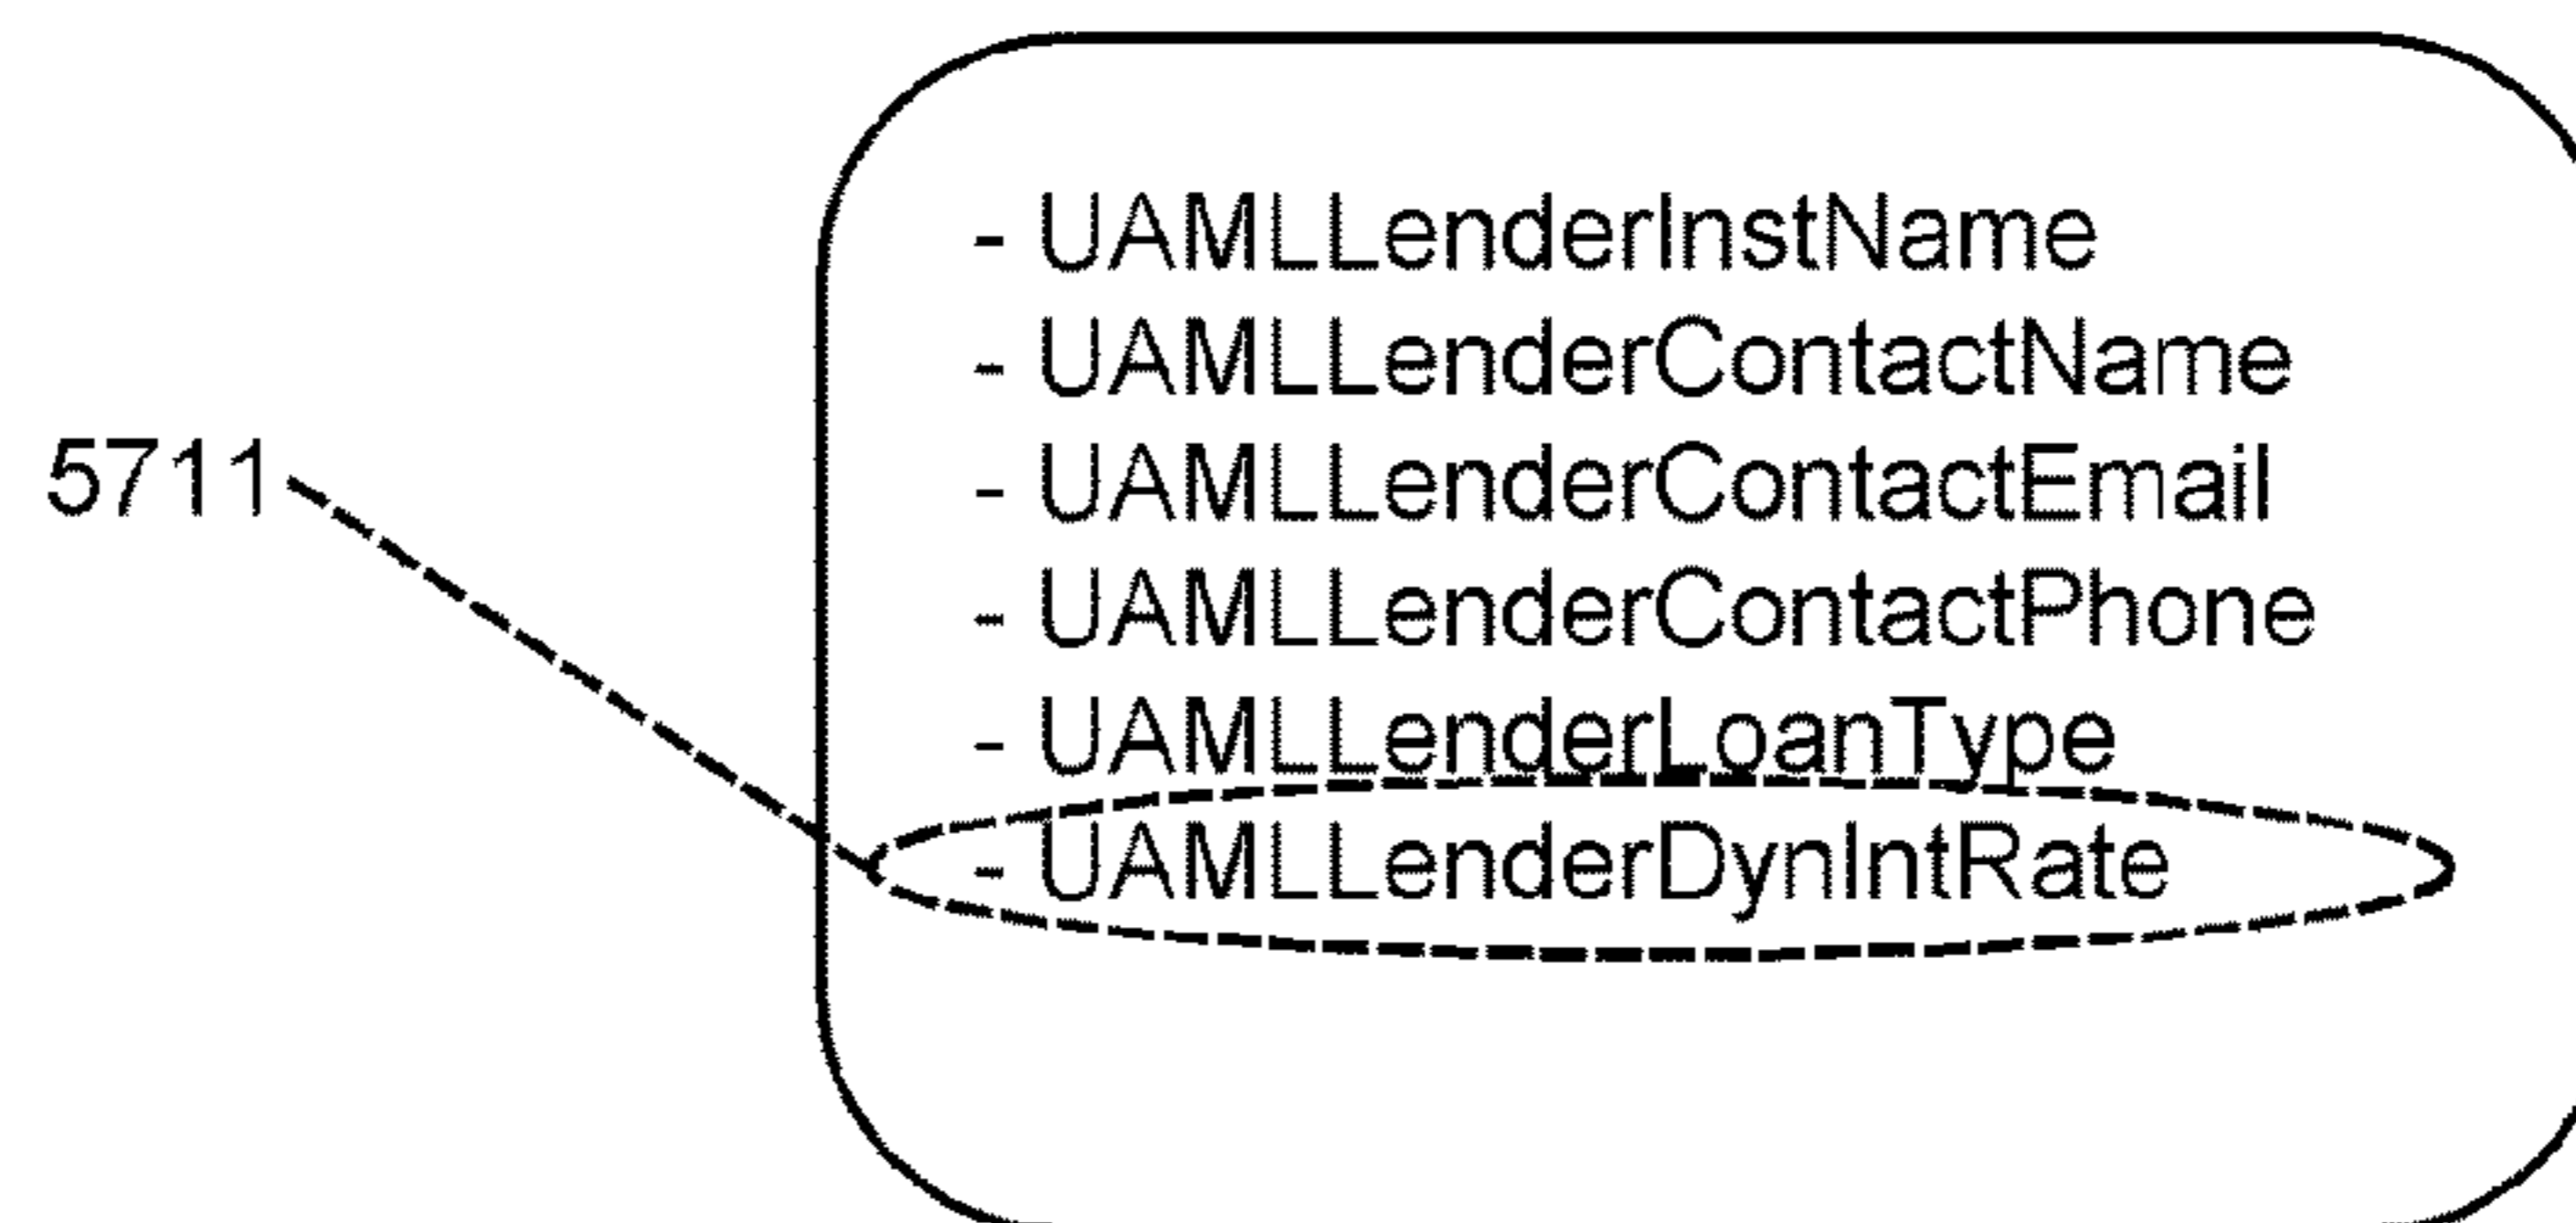 - UAMLLenderInstName
- UAMLLenderContactName
- UAMLLenderContactEmail
5711
- UAMLLenderContactPhone
- UAMLLenderLoanType
- UAMLLenderDynIntRate